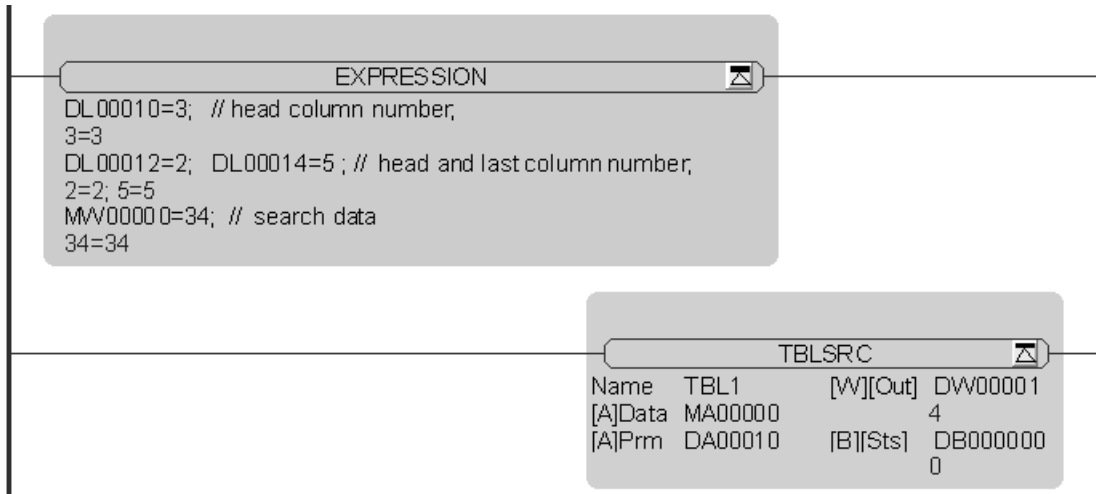 EXPRESSION
DL00010=3; // head column number;
3=3
DL00012=2; DL00014=5 ; // head and last column number;
2=2; 5=5
MW00000=34; // search data
34=34
TBLSRC
Name TBL1 [W][Out] DW00001
[A]Data MA00000 4
[A]Prm DA00010 [B][Sts] DB000000
0